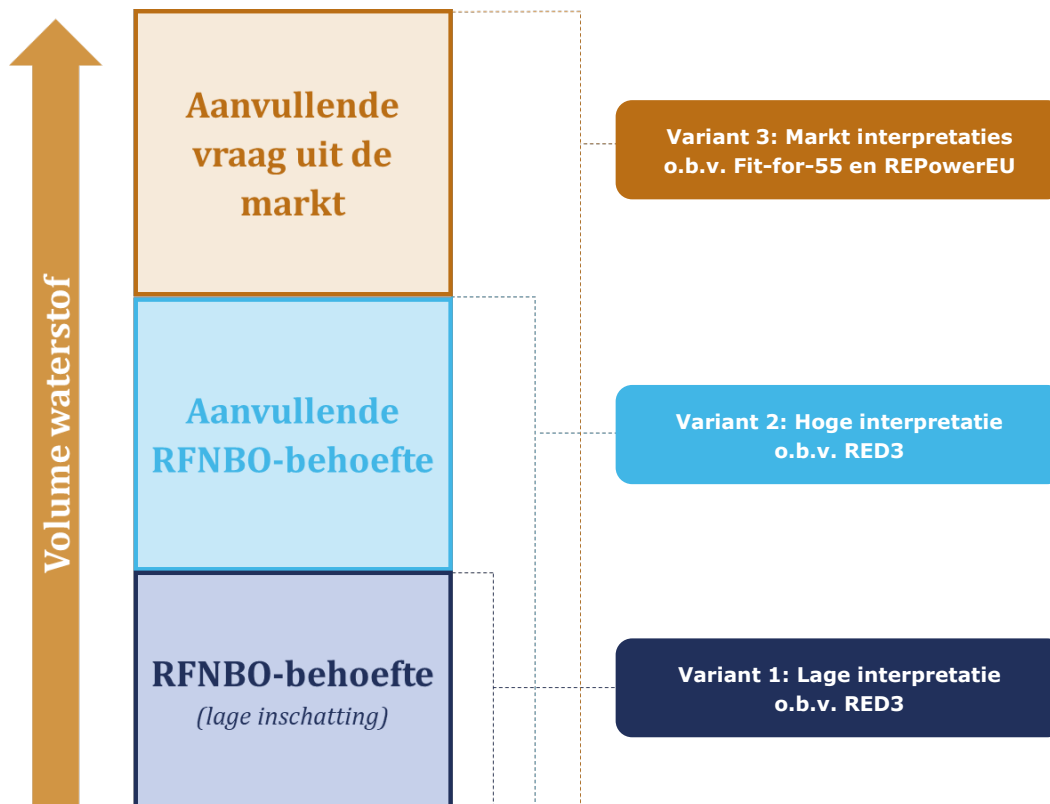 Volume waterstof
Aanvullende
vraag uit de
markt
Variant 3: Markt interpretaties
o.b.v. Fit-for-55 en REPowerEU
Aanvullende
RFNBO-behoefte
Variant 2: Hoge interpretatie
o.b.v. RED3
RFNBO-behoefte
(lage inschatting)
Variant 1: Lage interpretatie
o.b.v. RED3